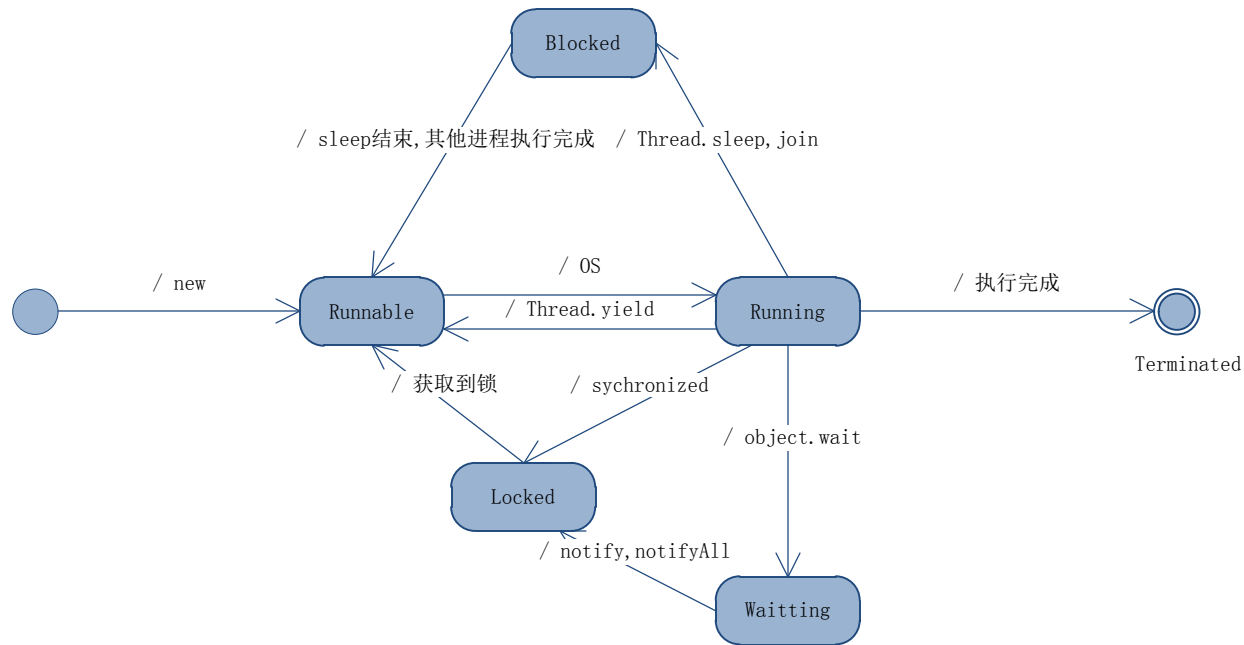 Blocked
/ sleep结束,其他进程执行完成
/ Thread.sleep,join
/ new
/ OS
/ 执行完成
Runnable
/ Thread.yield
Running
Terminated
/ 获取到锁
/ sychronized
/ object.wait
Locked
/ notify,notifyAll
Waitting